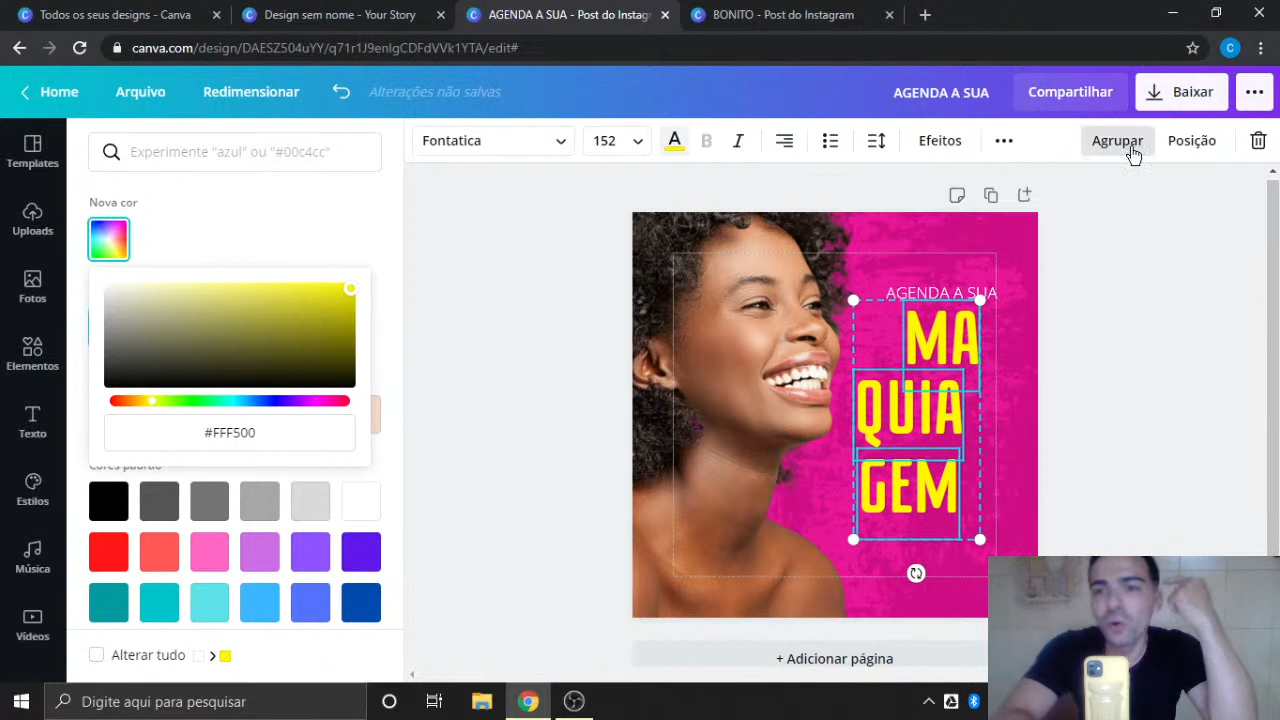 Todos os seus designs - Canva
Design sem nome - Your Story
AGENDA A SUA - Post do Instag
BONITO - Post do Instagram
canva.com/design/DAESZ504uYY/q71r1J9enIgCDFdVVk1YTA/edit#
C
Home
Arquivo
Redimensionar
Alterações não salvas
AGENDA A SUA
Compartilhar
Baixar
Templates
Uploads
Fotos
Elementos
Texto
Estilos
Música
Vídeos
Experimente "azul" ou "#00c4cc"
Nova cor
#FFF500
Cores padrão
Alterar tudo
Fontatica
152
A
B
I
Efeitos
Agrupar
Posição
AGENDA A SUA
MA
QUIA
GEM
+ Adicionar página
Digite aqui para pesquisar